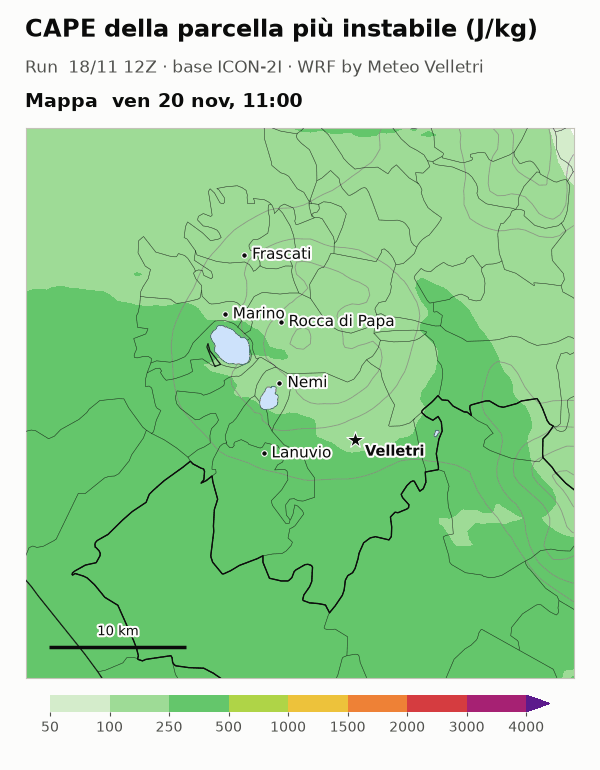 CAPE della parcella più instabile (J/kg)
Run 18/11 12Z · base ICON-2I · WRF by Meteo Velletri
Mappa ven 20 nov, 11:00
Frascati
Marino
Rocca di Papa
Nemi
Velletri
Lanuvio
10 km
50 100 250 500 1000 1500 2000 3000 4000